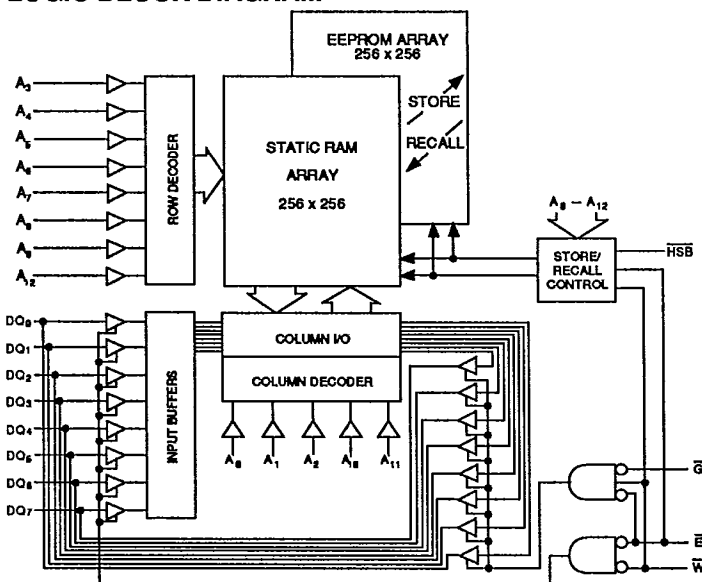 LOGIC BLOCK DIAGRAM
EEPROM ARRAY
256 x 256
STORE
RECALL
STATIC RAM
ARRAY
256 x 256
A3
A4
A5
A6
A7
A8
A9
A12
ROW DECODER
A0 – A12
STORE/
RECALL
CONTROL
HSB
DQ0
DQ1
DQ2
DQ3
DQ4
DQ5
DQ6
DQ7
INPUT BUFFERS
COLUMN I/O
COLUMN DECODER
A0
A1
A2
A10
A11
G
E
W